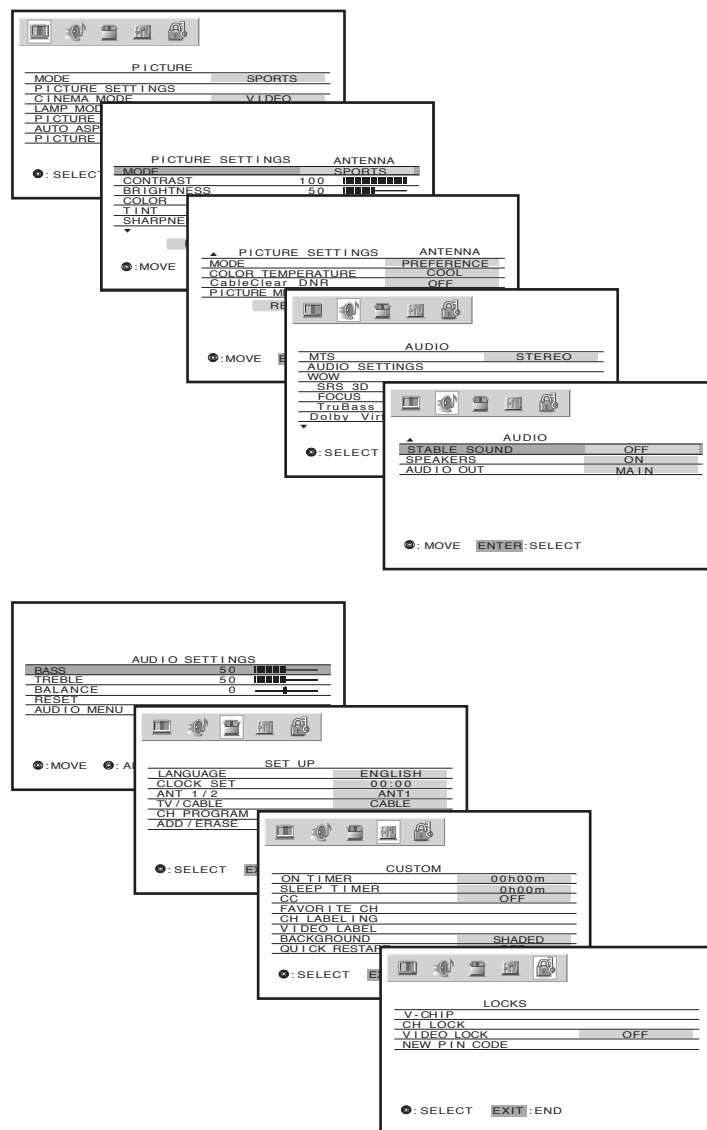 PICTURE
MODE SPORTS
PICTURE SETTINGS
CINEMA MODE VIDEO
LAMP MOD
PICTURE
AUTO ASP
PICTURE
: SELEC
PICTURE SETTINGS ANTENNA
MODE SPORTS
CONTRAST 100
BRIGHTNESS 50
COLOR
TINT
SHARPNE
:MOVE
PICTURE SETTINGS ANTENNA
MODE PREFERENCE
COLOR TEMPERATURE COOL
CableClear DNR OFF
PICTURE M
RE
:MOVE E
AUDIO
MTS STEREO
AUDIO SETTINGS
WOW
SRS 3D
FOCUS
TruBass
Dolby Virt
:SELECT
AUDIO
STABLE SOUND OFF
SPEAKERS ON
AUDIO OUT MAIN
: MOVE ENTER :SELECT
AUDIO SETTINGS
BASS 50
TREBLE 50
BALANCE 0
RESET
AUDIO MENU
:MOVE : A
SET UP
LANGUAGE ENGLISH
CLOCK SET 00:00
ANT 1/2 ANT1
TV/CABLE CABLE
CH PROGRAM
ADD/ERASE
:SELECT EX
CUSTOM
ON TIMER 00h00m
SLEEP TIMER 0h00m
CC OFF
FAVORITE CH
CH LABELING
VIDEO LABEL
BACKGROUND SHADED
QUICK RESTART
:SELECT E
LOCKS
V-CHIP
CH LOCK
VIDEO LOCK OFF
NEW PIN CODE
: SELECT EXIT :END